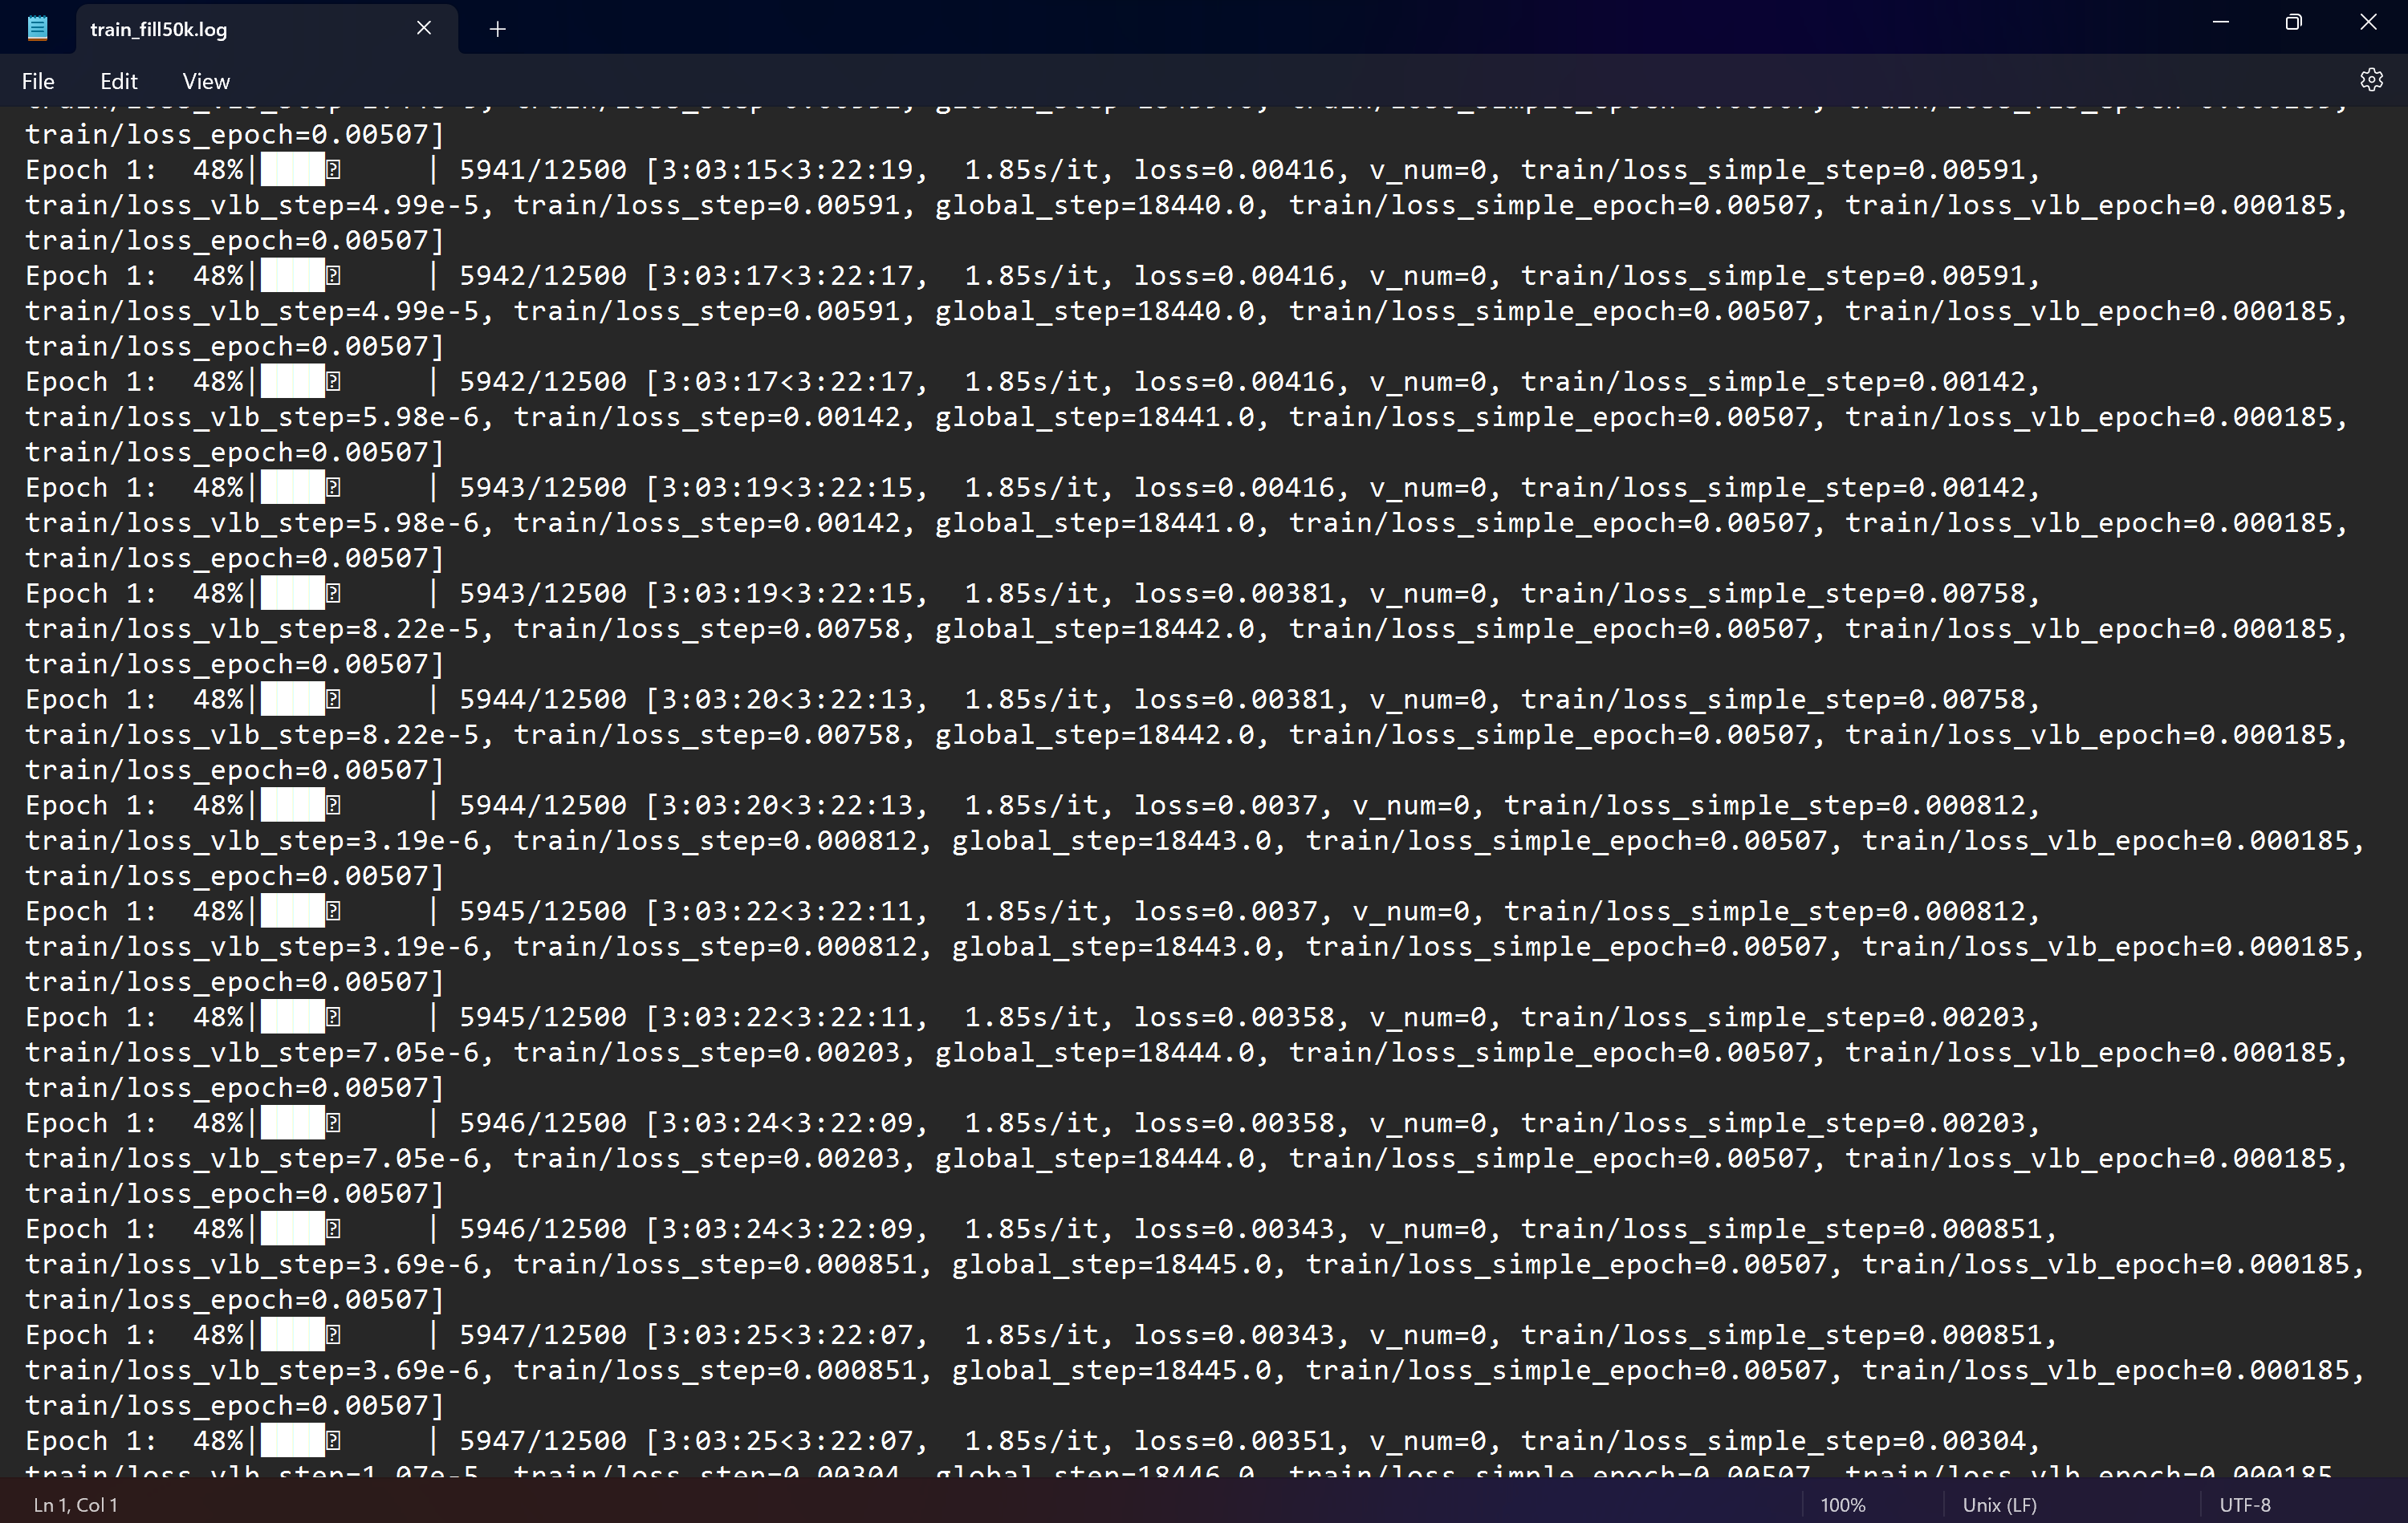 train_fill50k.log
File Edit View
train/loss_epoch=0.00507]
Epoch 1: 48%|████ | 5941/12500 [3:03:15<3:22:19, 1.85s/it, loss=0.00416, v_num=0, train/loss_simple_step=0.00591,
train/loss_vlb_step=4.99e-5, train/loss_step=0.00591, global_step=18440.0, train/loss_simple_epoch=0.00507, train/loss_vlb_epoch=0.000185,
train/loss_epoch=0.00507]
Epoch 1: 48%|████ | 5942/12500 [3:03:17<3:22:17, 1.85s/it, loss=0.00416, v_num=0, train/loss_simple_step=0.00591,
train/loss_vlb_step=4.99e-5, train/loss_step=0.00591, global_step=18440.0, train/loss_simple_epoch=0.00507, train/loss_vlb_epoch=0.000185,
train/loss_epoch=0.00507]
Epoch 1: 48%|████ | 5942/12500 [3:03:17<3:22:17, 1.85s/it, loss=0.00416, v_num=0, train/loss_simple_step=0.00142,
train/loss_vlb_step=5.98e-6, train/loss_step=0.00142, global_step=18441.0, train/loss_simple_epoch=0.00507, train/loss_vlb_epoch=0.000185,
train/loss_epoch=0.00507]
Epoch 1: 48%|████ | 5943/12500 [3:03:19<3:22:15, 1.85s/it, loss=0.00416, v_num=0, train/loss_simple_step=0.00142,
train/loss_vlb_step=5.98e-6, train/loss_step=0.00142, global_step=18441.0, train/loss_simple_epoch=0.00507, train/loss_vlb_epoch=0.000185,
train/loss_epoch=0.00507]
Epoch 1: 48%|████ | 5943/12500 [3:03:19<3:22:15, 1.85s/it, loss=0.00381, v_num=0, train/loss_simple_step=0.00758,
train/loss_vlb_step=8.22e-5, train/loss_step=0.00758, global_step=18442.0, train/loss_simple_epoch=0.00507, train/loss_vlb_epoch=0.000185,
train/loss_epoch=0.00507]
Epoch 1: 48%|████ | 5944/12500 [3:03:20<3:22:13, 1.85s/it, loss=0.00381, v_num=0, train/loss_simple_step=0.00758,
train/loss_vlb_step=8.22e-5, train/loss_step=0.00758, global_step=18442.0, train/loss_simple_epoch=0.00507, train/loss_vlb_epoch=0.000185,
train/loss_epoch=0.00507]
Epoch 1: 48%|████ | 5944/12500 [3:03:20<3:22:13, 1.85s/it, loss=0.0037, v_num=0, train/loss_simple_step=0.000812,
train/loss_vlb_step=3.19e-6, train/loss_step=0.000812, global_step=18443.0, train/loss_simple_epoch=0.00507, train/loss_vlb_epoch=0.000185,
train/loss_epoch=0.00507]
Epoch 1: 48%|████ | 5945/12500 [3:03:22<3:22:11, 1.85s/it, loss=0.0037, v_num=0, train/loss_simple_step=0.000812,
train/loss_vlb_step=3.19e-6, train/loss_step=0.000812, global_step=18443.0, train/loss_simple_epoch=0.00507, train/loss_vlb_epoch=0.000185,
train/loss_epoch=0.00507]
Epoch 1: 48%|████ | 5945/12500 [3:03:22<3:22:11, 1.85s/it, loss=0.00358, v_num=0, train/loss_simple_step=0.00203,
train/loss_vlb_step=7.05e-6, train/loss_step=0.00203, global_step=18444.0, train/loss_simple_epoch=0.00507, train/loss_vlb_epoch=0.000185,
train/loss_epoch=0.00507]
Epoch 1: 48%|████ | 5946/12500 [3:03:24<3:22:09, 1.85s/it, loss=0.00358, v_num=0, train/loss_simple_step=0.00203,
train/loss_vlb_step=7.05e-6, train/loss_step=0.00203, global_step=18444.0, train/loss_simple_epoch=0.00507, train/loss_vlb_epoch=0.000185,
train/loss_epoch=0.00507]
Epoch 1: 48%|████ | 5946/12500 [3:03:24<3:22:09, 1.85s/it, loss=0.00343, v_num=0, train/loss_simple_step=0.000851,
train/loss_vlb_step=3.69e-6, train/loss_step=0.000851, global_step=18445.0, train/loss_simple_epoch=0.00507, train/loss_vlb_epoch=0.000185,
train/loss_epoch=0.00507]
Epoch 1: 48%|████ | 5947/12500 [3:03:25<3:22:07, 1.85s/it, loss=0.00343, v_num=0, train/loss_simple_step=0.000851,
train/loss_vlb_step=3.69e-6, train/loss_step=0.000851, global_step=18445.0, train/loss_simple_epoch=0.00507, train/loss_vlb_epoch=0.000185,
train/loss_epoch=0.00507]
Epoch 1: 48%|████ | 5947/12500 [3:03:25<3:22:07, 1.85s/it, loss=0.00351, v_num=0, train/loss_simple_step=0.00304,
train/loss_vlb_step=1.07e-5, train/loss_step=0.00304, global_step=18446.0, train/loss_simple_epoch=0.00507, train/loss_vlb_epoch=0.000185,
Ln 1, Col 1 100% Unix (LF) UTF-8